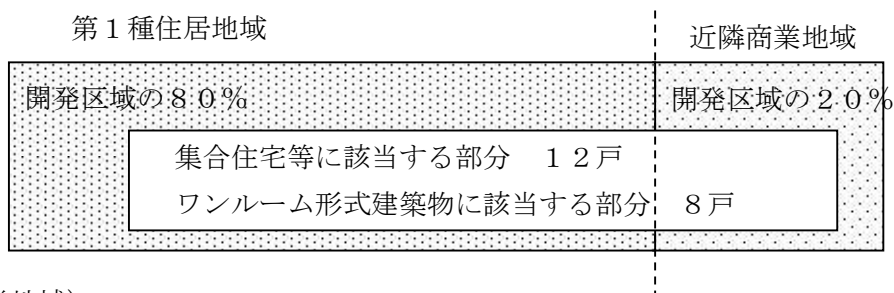 第１種住居地域
近隣商業地域
開発区域の８０％
開発区域の２０％
集合住宅等に該当する部分　１２戸
ワンルーム形式建築物に該当する部分　８戸